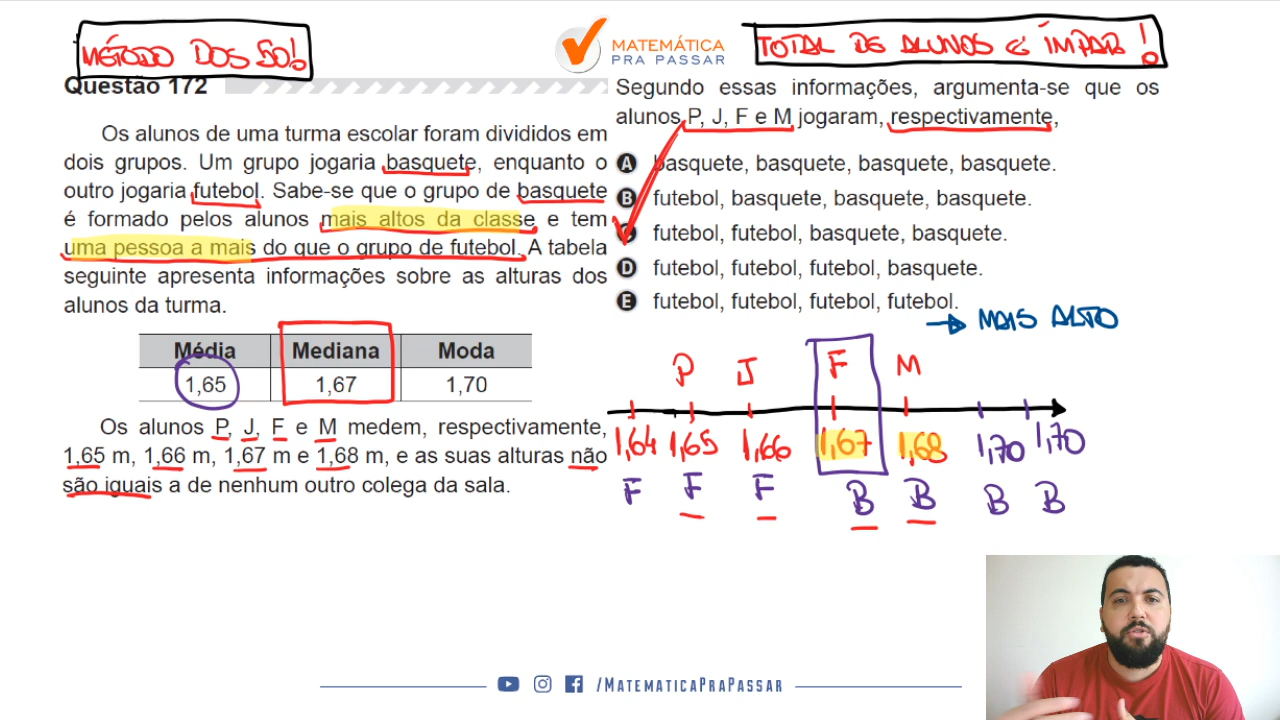 MÉTODO DOS 50!
MATEMÁTICA
PRA PASSAR
TOTAL DE ALUNOS É ÍMPAR!
Questão 172
Os alunos de uma turma escolar foram divididos em
dois grupos. Um grupo jogaria basquete, enquanto o
outro jogaria futebol. Sabe-se que o grupo de basquete
é formado pelos alunos mais altos da classe e tem
uma pessoa a mais do que o grupo de futebol. A tabela
seguinte apresenta informações sobre as alturas dos
alunos da turma.
Média Mediana Moda
1,65 1,67 1,70
Os alunos P, J, F e M medem, respectivamente,
1,65 m, 1,66 m, 1,67 m e 1,68 m, e as suas alturas não
são iguais a de nenhum outro colega da sala.
Segundo essas informações, argumenta-se que os
alunos P, J, F e M jogaram, respectivamente,
A basquete, basquete, basquete, basquete.
B futebol, basquete, basquete, basquete.
C futebol, futebol, basquete, basquete.
D futebol, futebol, futebol, basquete.
E futebol, futebol, futebol, futebol.
MAIS ALTO
P J F M
1,64 1,65 1,66 1,67 1,68 1,70 1,70
F F F B B B B
/MATEMATICAPRAPASSAR